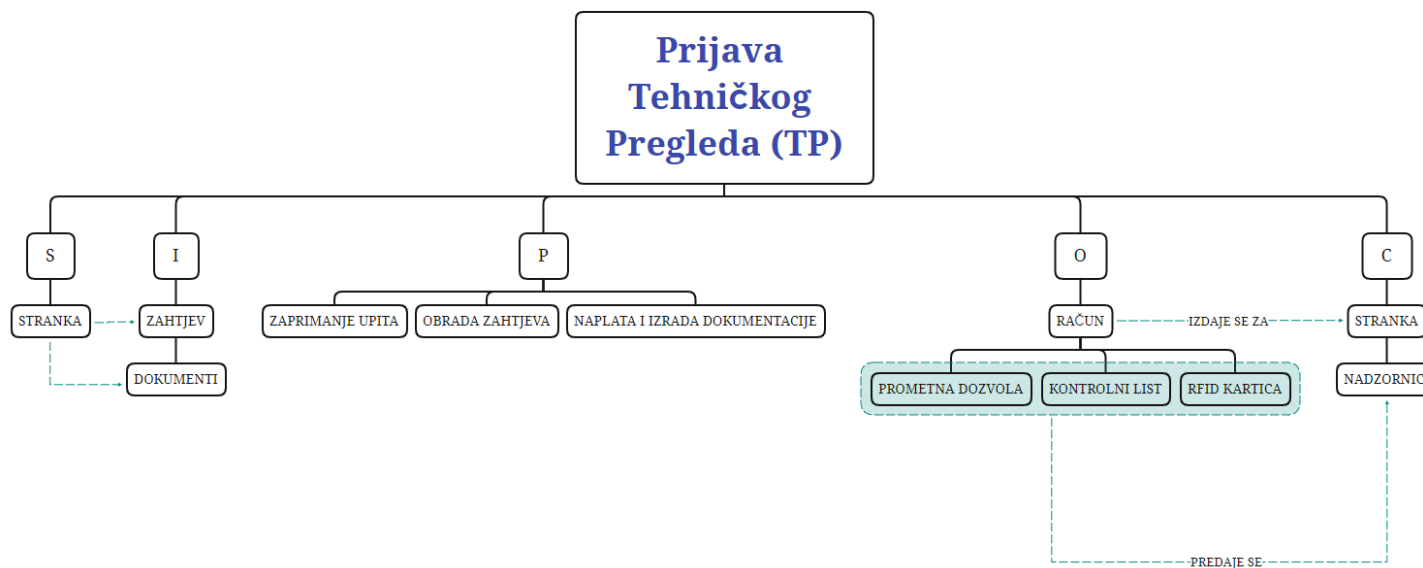 Prijava
Tehničkog
Pregleda (TP)
S
I
P
O
C
STRANKA
ZAHTJEV
ZAPRIMANJE UPITA
OBRADA ZAHTJEVA
NAPLATA I IZRADA DOKUMENTACIJE
RAČUN
IZDAJE SE ZA
STRANKA
DOKUMENTI
PROMETNA DOZVOLA
KONTROLNI LIST
RFID KARTICA
NADZORNIC
PREDAJE SE